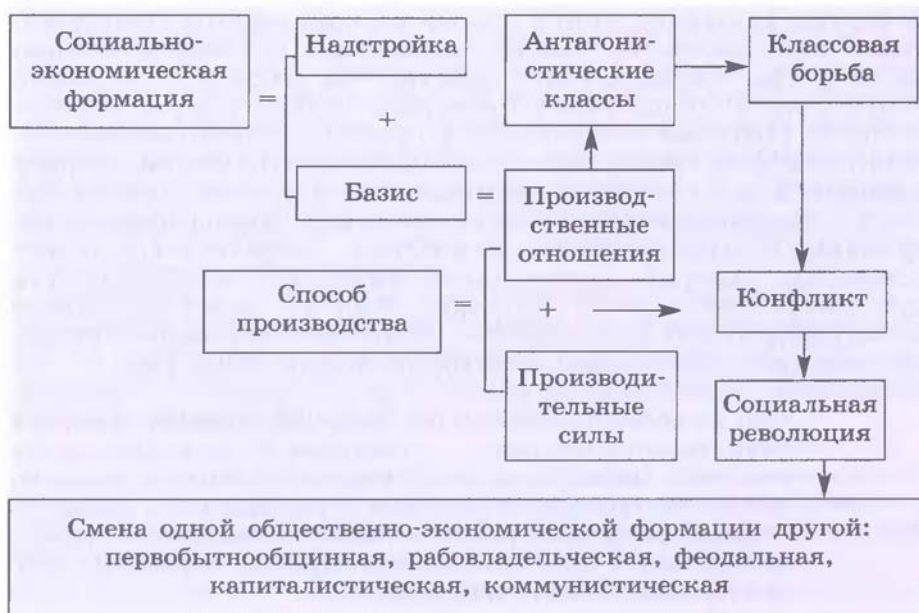 Социально-
экономическая
формация
=
Надстройка
+
Базис
=
Антагони-
стические
классы
Классовая
борьба
Производ-
ственные
отношения
Способ
производства
=
+
Производи-
тельные
силы
Конфликт
Социальная
революция
Смена одной общественно-экономической формации другой:
первобытнообщинная, рабовладельческая, феодальная,
капиталистическая, коммунистическая